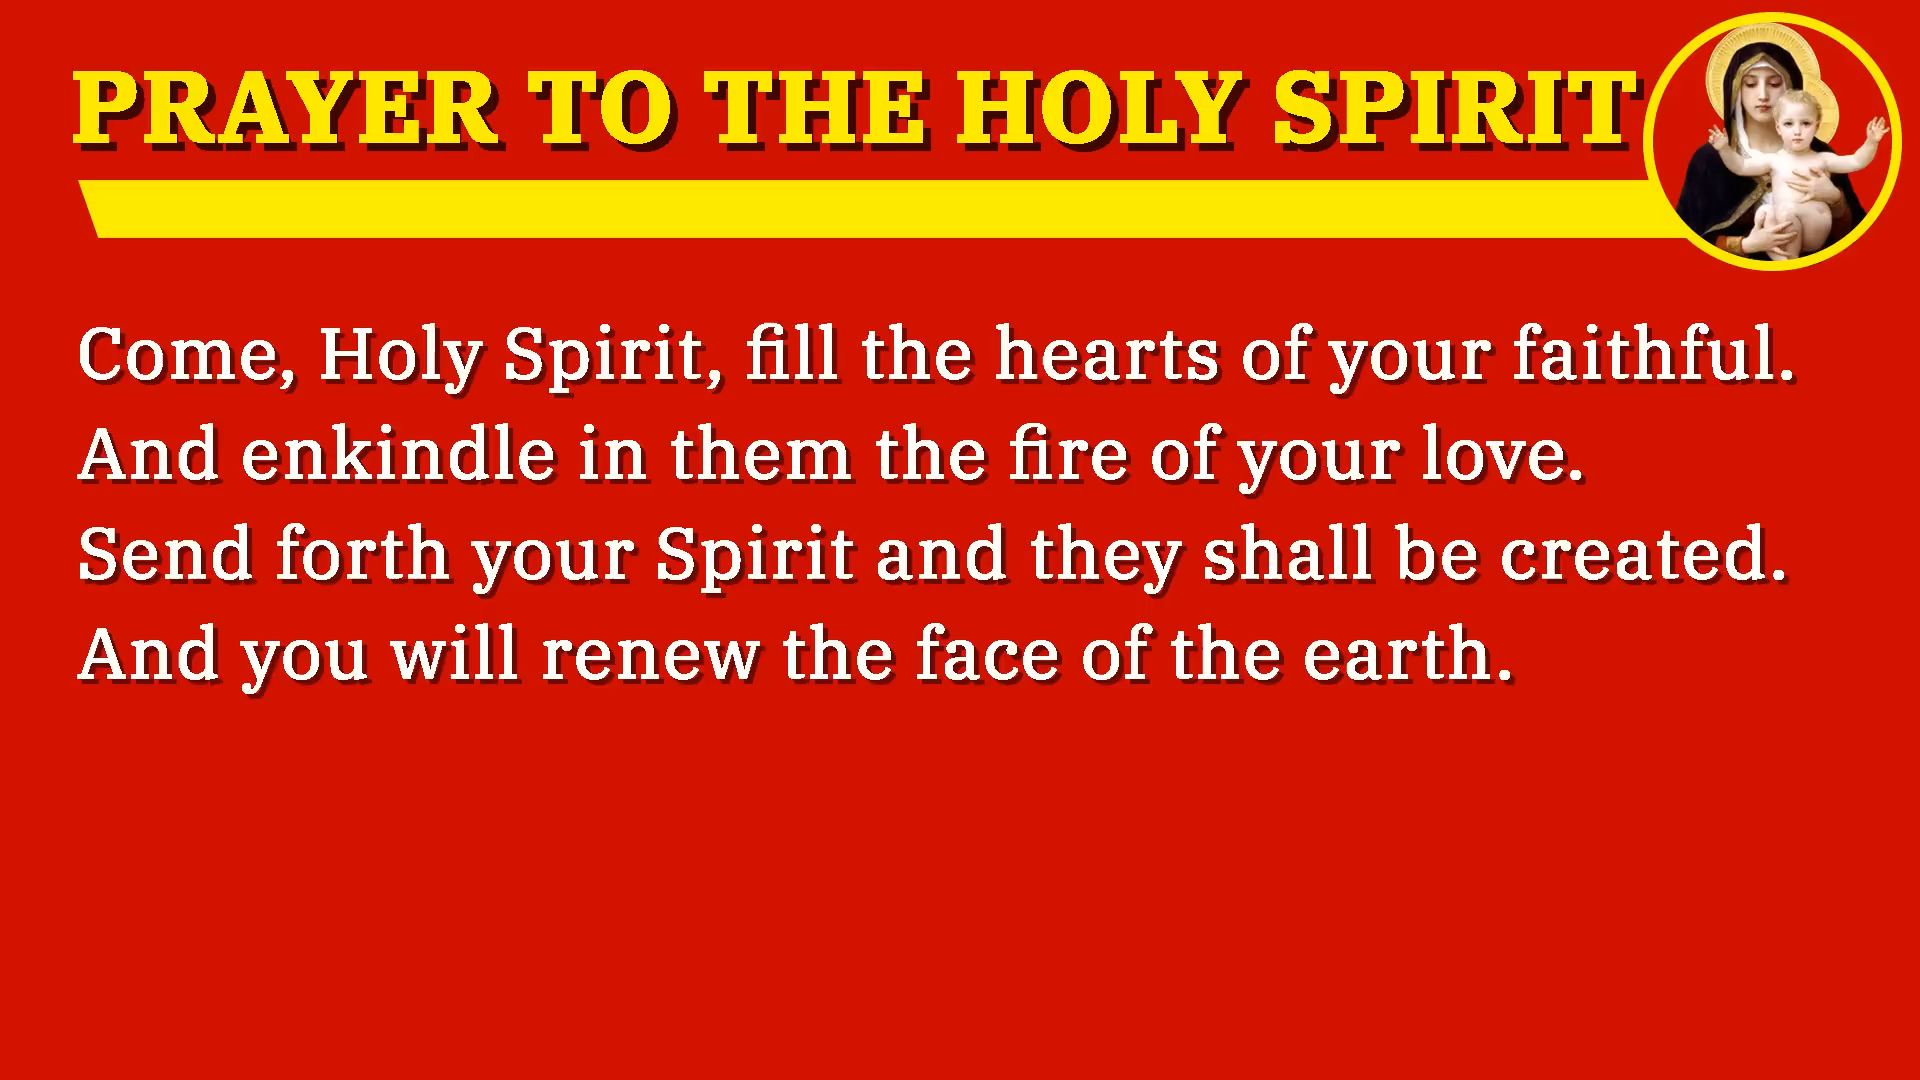 PRAYER TO THE HOLY SPIRIT
Come, Holy Spirit, fill the hearts of your faithful.
And enkindle in them the fire of your love.
Send forth your Spirit and they shall be created.
And you will renew the face of the earth.